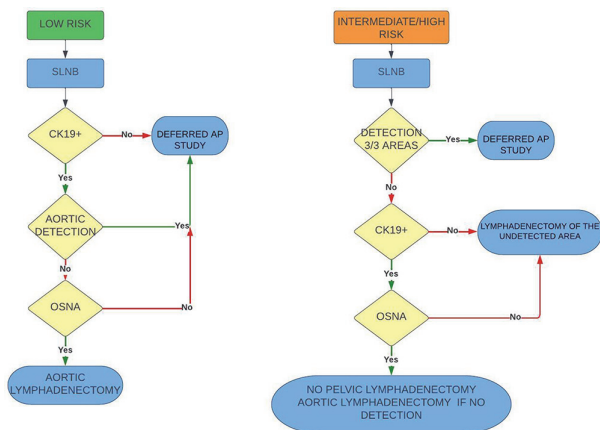 LOW RISK
SLNB
CK19+
No
DEFERRED AP
STUDY
Yes
AORTIC
DETECTION
Yes
No
OSNA
No
Yes
AORTIC
LYMPHADENECTOMY
INTERMEDIATE/HIGH
RISK
SLNB
DETECTION
3/3 AREAS
Yes
DEFERRED AP
STUDY
No
CK19+
No
LYMPHADENECTOMY OF THE
UNDETECTED AREA
Yes
OSNA
No
Yes
NO PELVIC LYMPHADENECTOMY
AORTIC LYMPHADENECTOMY IF NO
DETECTION